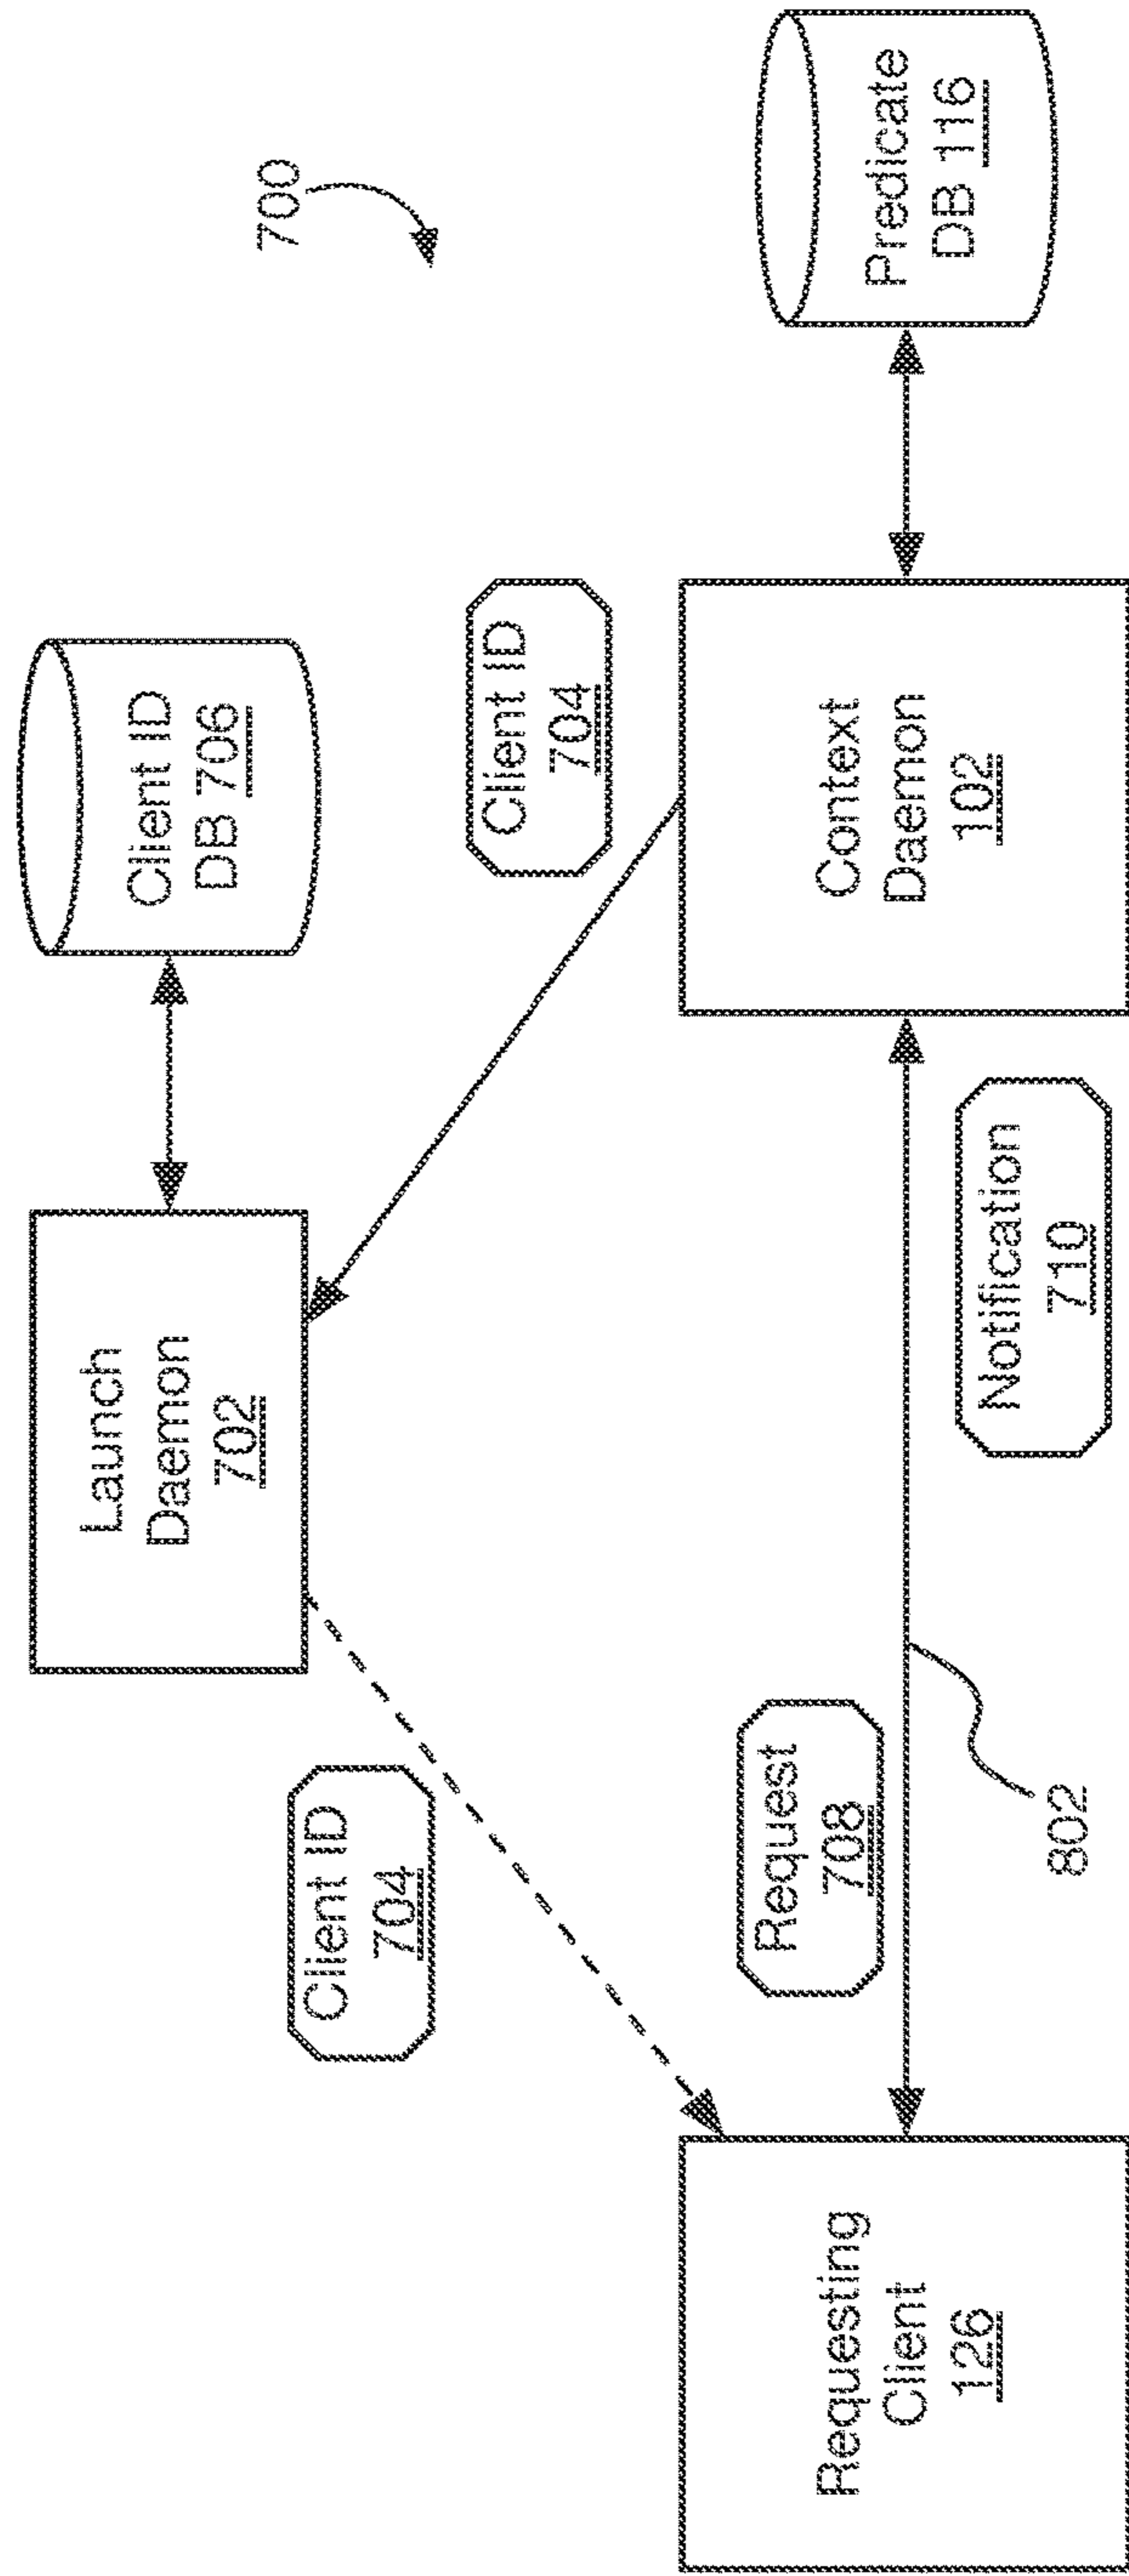 700
Launch
Daemon
702
Client ID
DB 706
Client ID
704
Client ID
704
Request
708
Notification
710
802
Requesting
Client
126
Context
Daemon
102
Predicate
DB 116